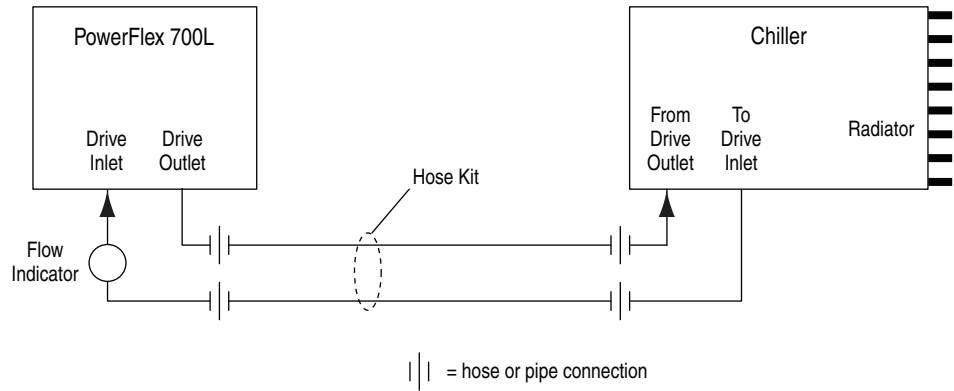 PowerFlex 700L
Drive
Inlet
Drive
Outlet
Flow
Indicator
Hose Kit
Chiller
From
Drive
Outlet
To
Drive
Inlet
Radiator
= hose or pipe connection